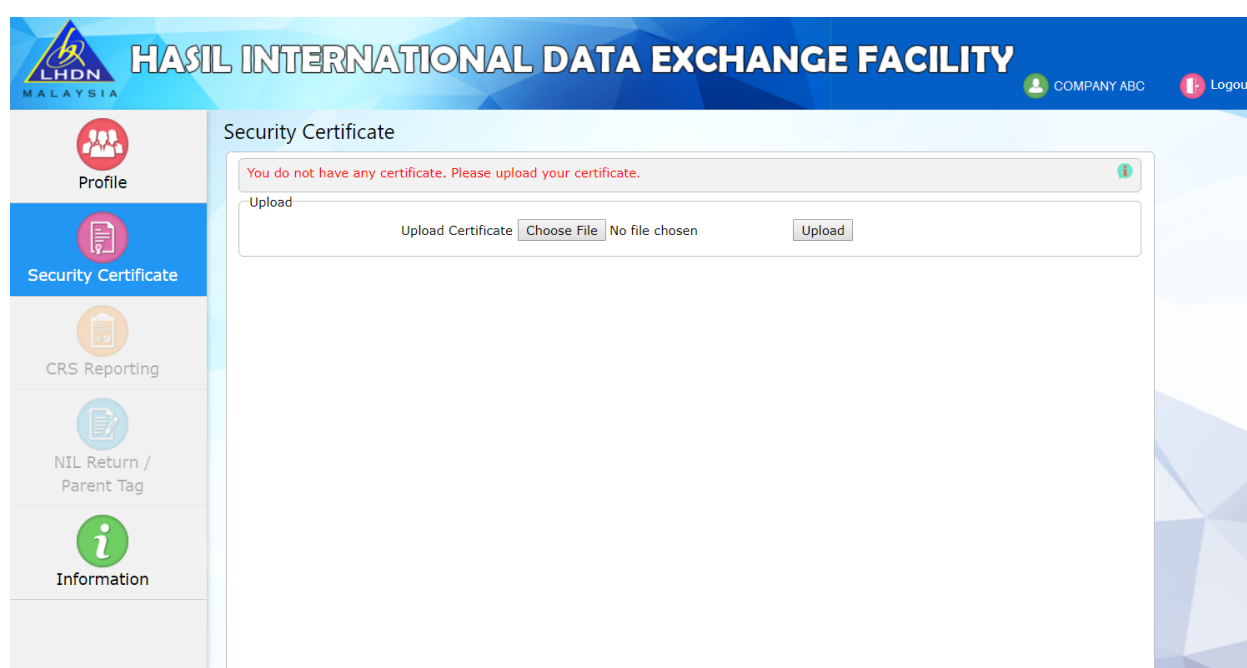 LHDN
MALAYSIA
HASIL INTERNATIONAL DATA EXCHANGE FACILITY
COMPANY ABC
Logou
Profile
Security Certificate
CRS Reporting
NIL Return /
Parent Tag
Information
Security Certificate
You do not have any certificate. Please upload your certificate.
Upload
Upload Certificate Choose File No file chosen Upload